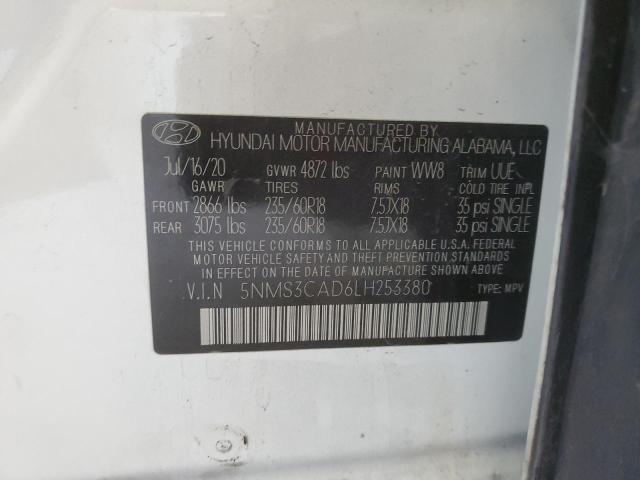 MANUFACTURED BY
HYUNDAI MOTOR MANUFACTURING ALABAMA, LLC
Jul/16/20 GVWR 4872 lbs PAINT WW8 TRIM UUE
GAWR TIRES RIMS COLD TIRE INFL.
FRONT 2866 lbs 235/60R18 7.5JX18 35 psi SINGLE
REAR 3075 lbs 235/60R18 7.5JX18 35 psi SINGLE
THIS VEHICLE CONFORMS TO ALL APPLICABLE U.S.A. FEDERAL
MOTOR VEHICLE SAFETY BUMPER, AND THEFT PREVENTION
STANDARDS IN EFFECT ON THE DATE OF MANUFACTURE SHOWN ABOVE.
V.I.N 5NMS3CAD6LH253380 TYPE: MPV